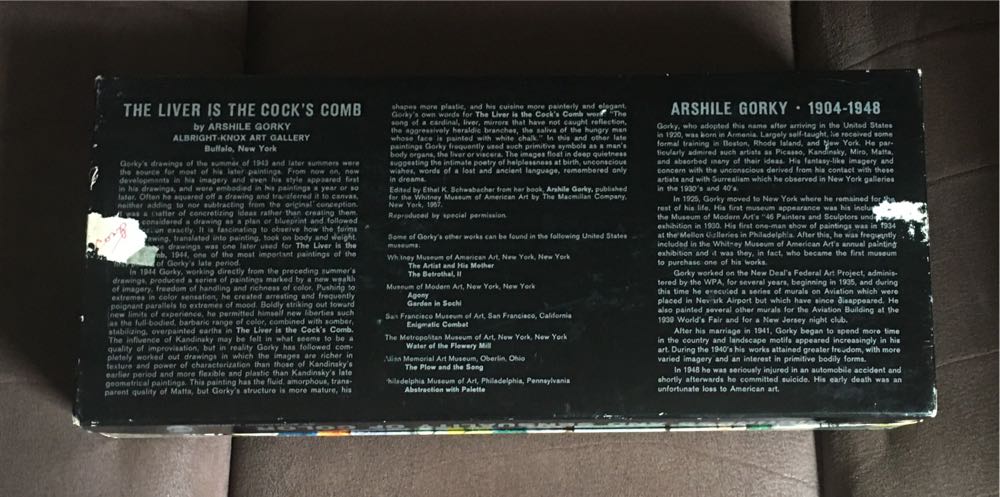 THE LIVER IS THE COCK'S COMB
by ARSHILE GORKY
ALBRIGHT-KNOX ART GALLERY
Buffalo, New York
Gorky's drawings of the summer of 1943 and later summers were
the source for most of his later paintings. From now on, new
developments in his imagery and even his style appeared first
in his drawings, and were embodied in his paintings a year or so
later. Often he squared off a drawing and transferred it to canvas,
neither adding to nor subtracting from the original conception.
It was a matter of concretizing ideas rather than creating them.
considered a drawing as a plan or blueprint and followed
exactly. It is fascinating to observe how the forms
drawing, translated into painting, took on body and weight.
drawings was one later used for The Liver is the
Comb, 1944, one of the most important paintings of the
of Gorky's late period.
In 1944 Gorky, working directly from the preceding summer's
drawings, produced a series of paintings marked by a new wealth
of imagery, freedom of handling and richness of color. Pushing to
extremes in color sensation, he created arresting and frequently
poignant parallels to extremes of mood. Boldly striking out toward
new limits of experience, he permitted himself new liberties such
as the full-bodied, barbaric range of color, combined with somber,
stabilizing, overpainted earths in The Liver is the Cock's Comb.
The influence of Kandinsky may be felt in what seems to be a
quality of improvisation, but in reality Gorky has followed com-
pletely worked out drawings in which the images are richer in
texture and power of characterization than those of Kandinsky's
earlier period and more flexible and plastic than Kandinsky's late
geometrical paintings. This painting has the fluid, amorphous, trans-
parent quality of Matta, but Gorky's structure is more mature, his
shapes more plastic, and his cuisine more painterly and elegant.
Gorky's own words for The Liver is the Cock's Comb were "The
song of a cardinal, liver, mirrors that have not caught reflection,
the aggressively heraldic branches, the saliva of the hungry man
whose face is painted with white chalk." In this and other late
paintings Gorky frequently used such primitive symbols as a man's
body organs, the liver or viscera. The images float in deep quietness
suggesting the intimate poetry of helplessness at birth, unconscious
wishes, words of a lost and ancient language, remembered only
in dreams.
Edited by Ethel K. Schwabacher from her book, Arshile Gorky, published
for the Whitney Museum of American Art by The Macmillan Company,
New York, 1957.
Reproduced by special permission.
Some of Gorky's other works can be found in the following United States
museums:
Whitney Museum of American Art, New York, New York
The Artist and His Mother
The Betrothal, II
Museum of Modern Art, New York, New York
Agony
Garden in Sochi
San Francisco Museum of Art, San Francisco, California
Enigmatic Combat
The Metropolitan Museum of Art, New York, New York
Water of the Flowery Mill
Allen Memorial Art Museum, Oberlin, Ohio
The Plow and the Song
Philadelphia Museum of Art, Philadelphia, Pennsylvania
Abstraction with Palette
ARSHILE GORKY • 1904-1948
Gorky, who adopted this name after arriving in the United States
in 1920, was born in Armenia. Largely self-taught, he received some
formal training in Boston, Rhode Island, and New York. He par-
ticularly admired such artists as Picasso, Kandinsky, Miro, Matta,
and absorbed many of their ideas. His fantasy-like imagery and
concern with the unconscious derived from his contact with these
artists and with Surrealism which he observed in New York galleries
in the 1930's and 40's.
In 1925, Gorky moved to New York where he remained for the
rest of his life. His first museum appearance was his inclusion
the Museum of Modern Art's "46 Painters and Sculptors under
exhibition in 1930. His first one-man show of paintings was in 1934
at the Mellon Galleries in Philadelphia. After this, he was frequently
included in the Whitney Museum of American Art's annual painting
exhibition and it was they, in fact, who became the first museum
to purchase one of his works.
Gorky worked on the New Deal's Federal Art Project, adminis-
tered by the WPA, for several years, beginning in 1935, and during
this time he executed a series of murals on Aviation which were
placed in Newark Airport but which have since disappeared. He
also painted several other murals for the Aviation Building at the
1939 World's Fair and for a New Jersey night club.
After his marriage in 1941, Gorky began to spend more time
in the country and landscape motifs appeared increasingly in his
art. During the 1940's his works attained greater freedom, with more
varied imagery and an interest in primitive bodily forms.
In 1948 he was seriously injured in an automobile accident and
shortly afterwards he committed suicide. His early death was an
unfortunate loss to American art.